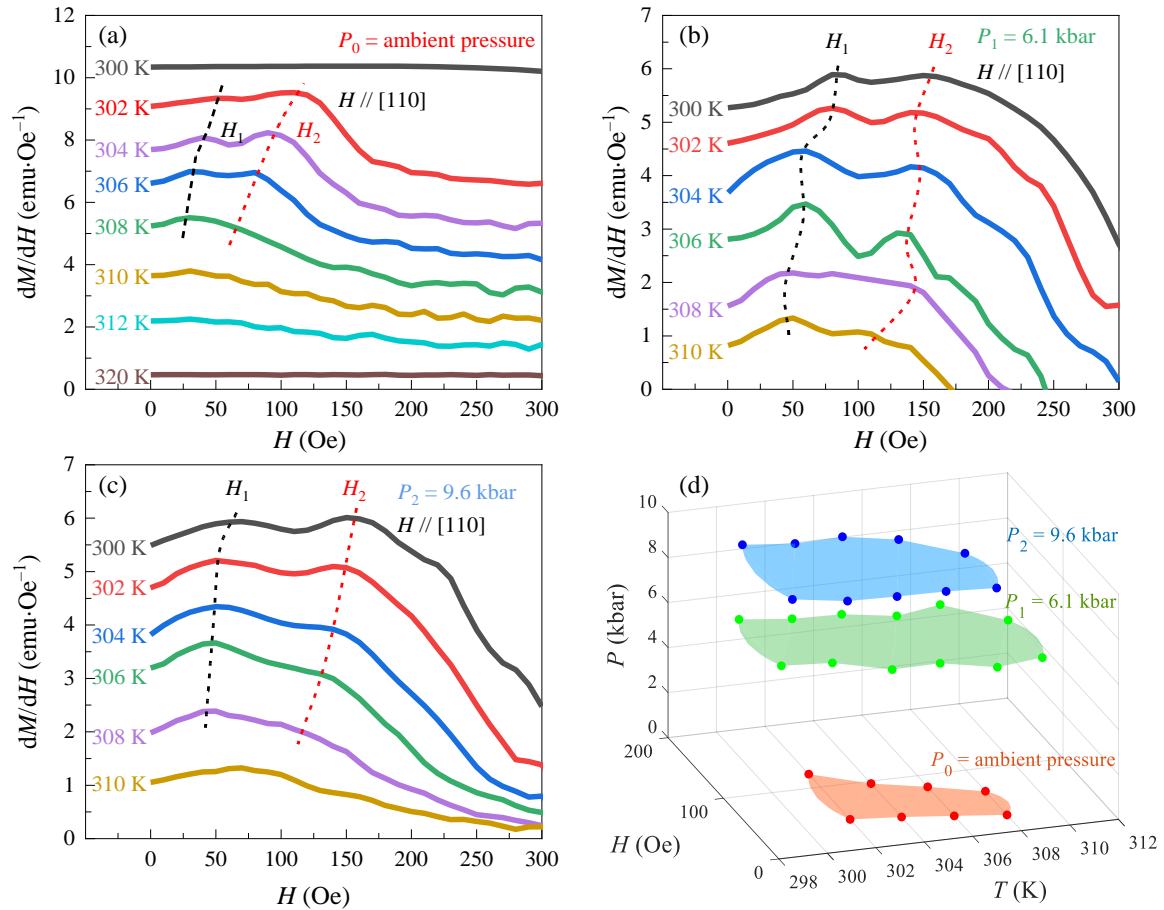 (a)
P₀ = ambient pressure
H // [110]
H₁
H₂
300 K
302 K
304 K
306 K
308 K
310 K
312 K
320 K
12
10
8
6
4
2
0
dM/dH (emu·Oe⁻¹)
0 50 100 150 200 250 300
H (Oe)
(b)
H₁
H₂
P₁ = 6.1 kbar
H // [110]
300 K
302 K
304 K
306 K
308 K
310 K
7
6
5
4
3
2
1
0
dM/dH (emu·Oe⁻¹)
0 50 100 150 200 250 300
H (Oe)
(c)
H₁
H₂
P₂ = 9.6 kbar
H // [110]
300 K
302 K
304 K
306 K
308 K
310 K
7
6
5
4
3
2
1
0
dM/dH (emu·Oe⁻¹)
0 50 100 150 200 250 300
H (Oe)
(d)
P₂ = 9.6 kbar
P₁ = 6.1 kbar
P₀ = ambient pressure
10
8
6
4
2
0
P (kbar)
200
100
0
H (Oe)
298 300 302 304 306 308 310 312
T (K)